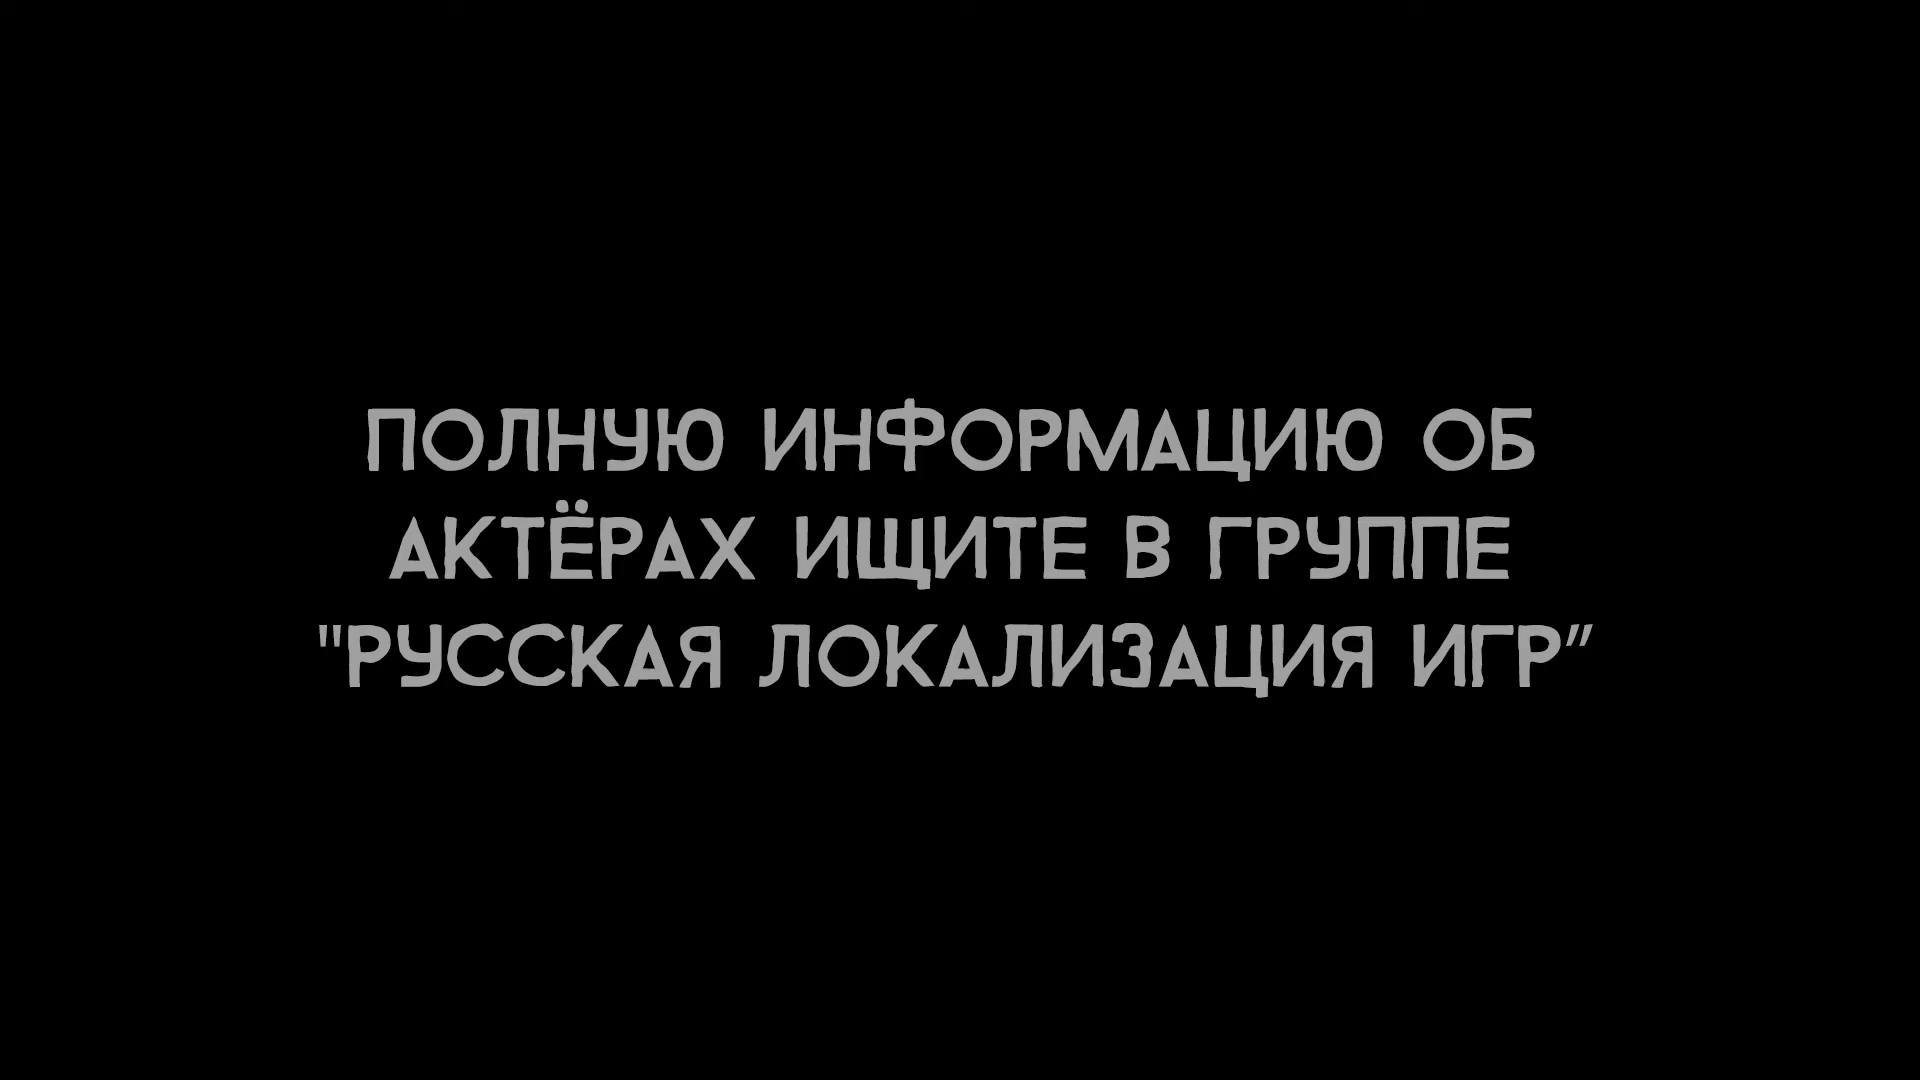 ПОЛНУЮ ИНФОРМАЦИЮ ОБ
АКТЁРАХ ИЩИТЕ В ГРУППЕ
"РУССКАЯ ЛОКАЛИЗАЦИЯ ИГР”